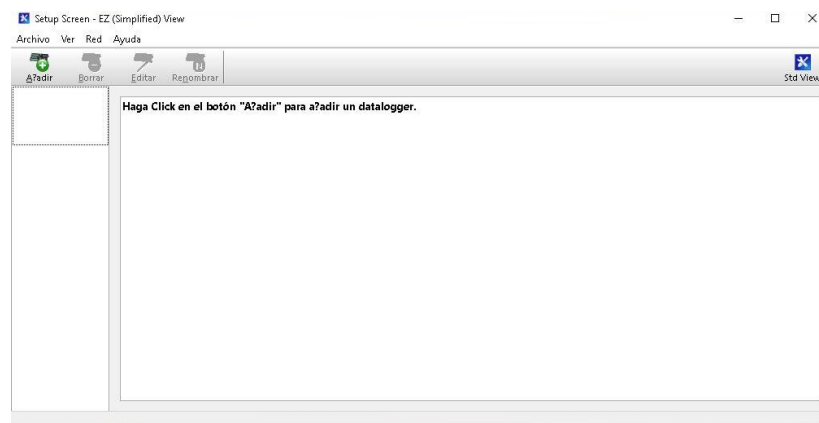 Setup Screen - EZ (Simplified) View
Archivo Ver Red Ayuda
A?adir Borrar Editar Renombrar Std View
Haga Click en el botón "A?adir" para a?adir un datalogger.